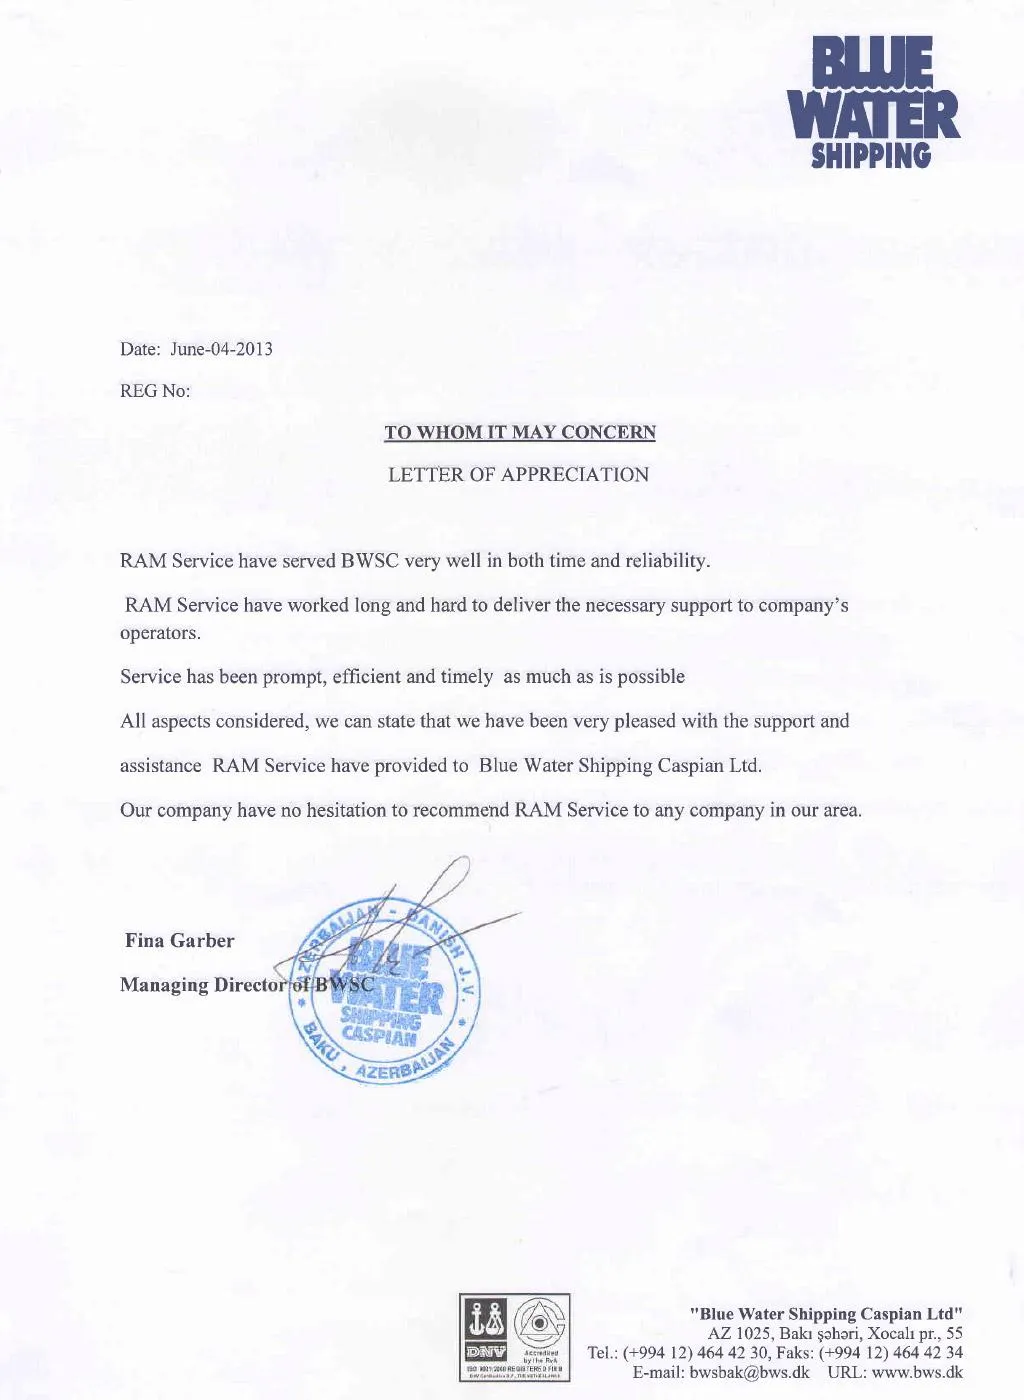 BLUE
WATER
SHIPPING
Date: June-04-2013
REG No:
TO WHOM IT MAY CONCERN
LETTER OF APPRECIATION
RAM Service have served BWSC very well in both time and reliability.
RAM Service have worked long and hard to deliver the necessary support to company's
operators.
Service has been prompt, efficient and timely as much as is possible
All aspects considered, we can state that we have been very pleased with the support and
assistance RAM Service have provided to Blue Water Shipping Caspian Ltd.
Our company have no hesitation to recommend RAM Service to any company in our area.
Fina Garber
Managing Director of BWSC
AZERBAIJAN - DANISH J.V.
BLUE
WATER
SHIPPING
CASPIAN
* BAKU, AZERBAIJAN *
DNV
Accredited
by the RvA
ISO 9001:2000 REGISTERED FIRM
DNV Certification B.V., THE NETHERLANDS
"Blue Water Shipping Caspian Ltd"
AZ 1025, Bakı şəhəri, Xocalı pr., 55
Tel.: (+994 12) 464 42 30, Faks: (+994 12) 464 42 34
E-mail: bwsbak@bws.dk URL: www.bws.dk